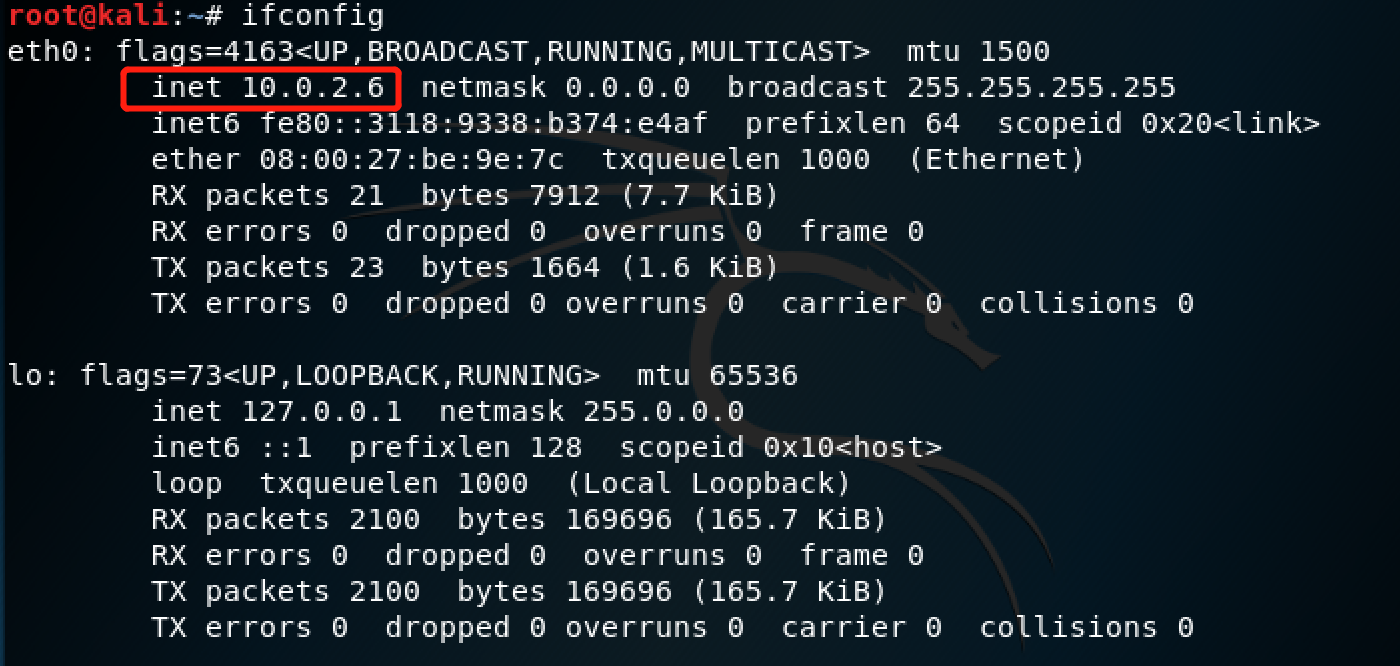 root@kali:~# ifconfig
eth0: flags=4163<UP,BROADCAST,RUNNING,MULTICAST>  mtu 1500
        inet 10.0.2.6  netmask 0.0.0.0  broadcast 255.255.255.255
        inet6 fe80::3118:9338:b374:e4af  prefixlen 64  scopeid 0x20<link>
        ether 08:00:27:be:9e:7c  txqueuelen 1000  (Ethernet)
        RX packets 21  bytes 7912 (7.7 KiB)
        RX errors 0  dropped 0  overruns 0  frame 0
        TX packets 23  bytes 1664 (1.6 KiB)
        TX errors 0  dropped 0 overruns 0  carrier 0  collisions 0

lo: flags=73<UP,LOOPBACK,RUNNING>  mtu 65536
        inet 127.0.0.1  netmask 255.0.0.0
        inet6 ::1  prefixlen 128  scopeid 0x10<host>
        loop  txqueuelen 1000  (Local Loopback)
        RX packets 2100  bytes 169696 (165.7 KiB)
        RX errors 0  dropped 0  overruns 0  frame 0
        TX packets 2100  bytes 169696 (165.7 KiB)
        TX errors 0  dropped 0 overruns 0  carrier 0  collisions 0